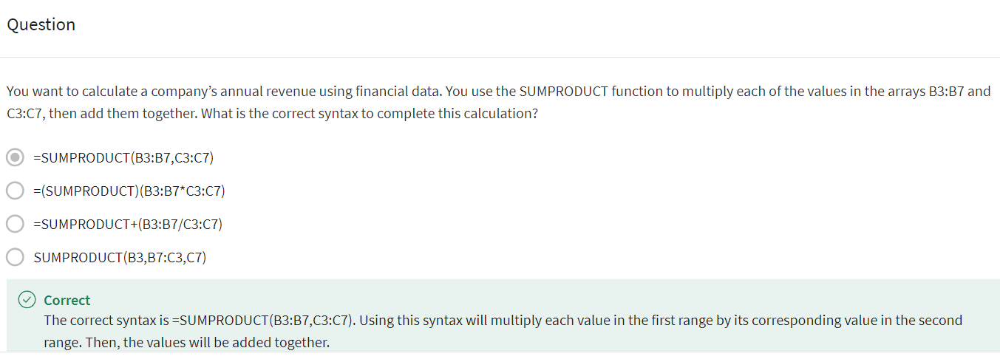 Question
You want to calculate a company’s annual revenue using financial data. You use the SUMPRODUCT function to multiply each of the values in the arrays B3:B7 and
C3:C7, then add them together. What is the correct syntax to complete this calculation?
=SUMPRODUCT(B3:B7,C3:C7)
=(SUMPRODUCT)(B3:B7*C3:C7)
=SUMPRODUCT+(B3:B7/C3:C7)
SUMPRODUCT(B3,B7:C3,C7)
Correct
The correct syntax is =SUMPRODUCT(B3:B7,C3:C7). Using this syntax will multiply each value in the first range by its corresponding value in the second
range. Then, the values will be added together.